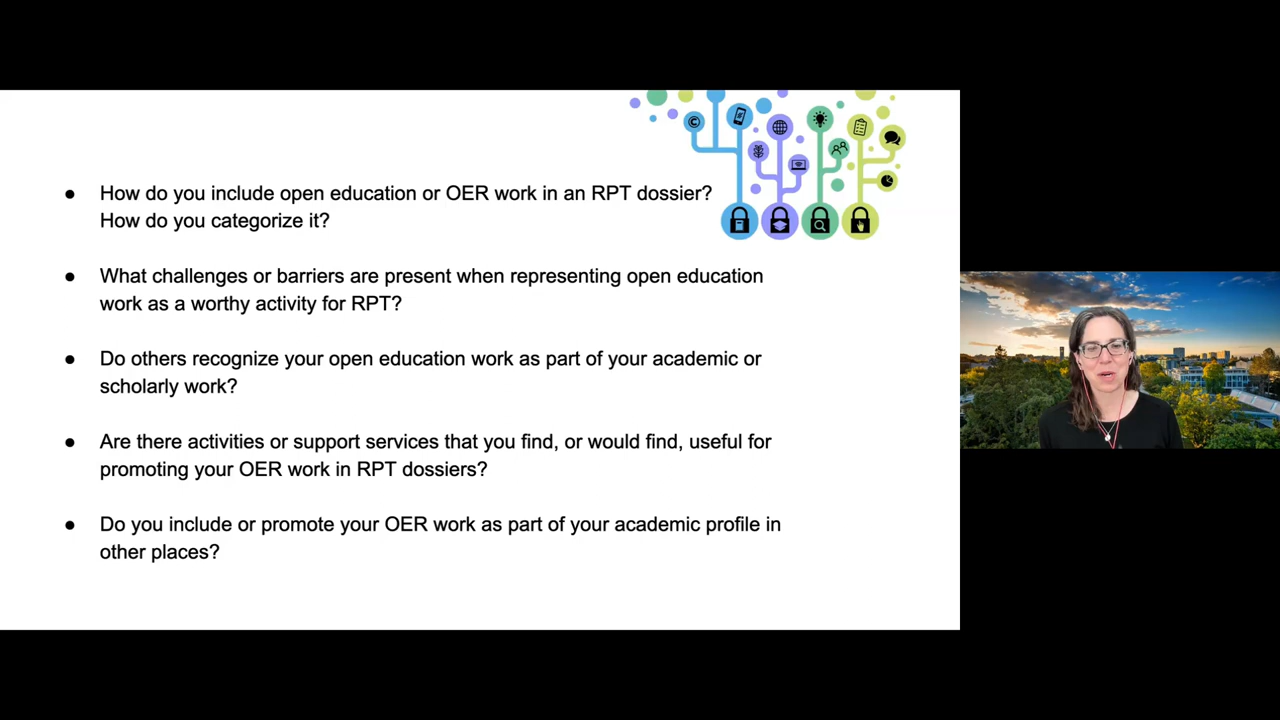 ● How do you include open education or OER work in an RPT dossier?
How do you categorize it?
● What challenges or barriers are present when representing open education
work as a worthy activity for RPT?
● Do others recognize your open education work as part of your academic or
scholarly work?
● Are there activities or support services that you find, or would find, useful for
promoting your OER work in RPT dossiers?
● Do you include or promote your OER work as part of your academic profile in
other places?